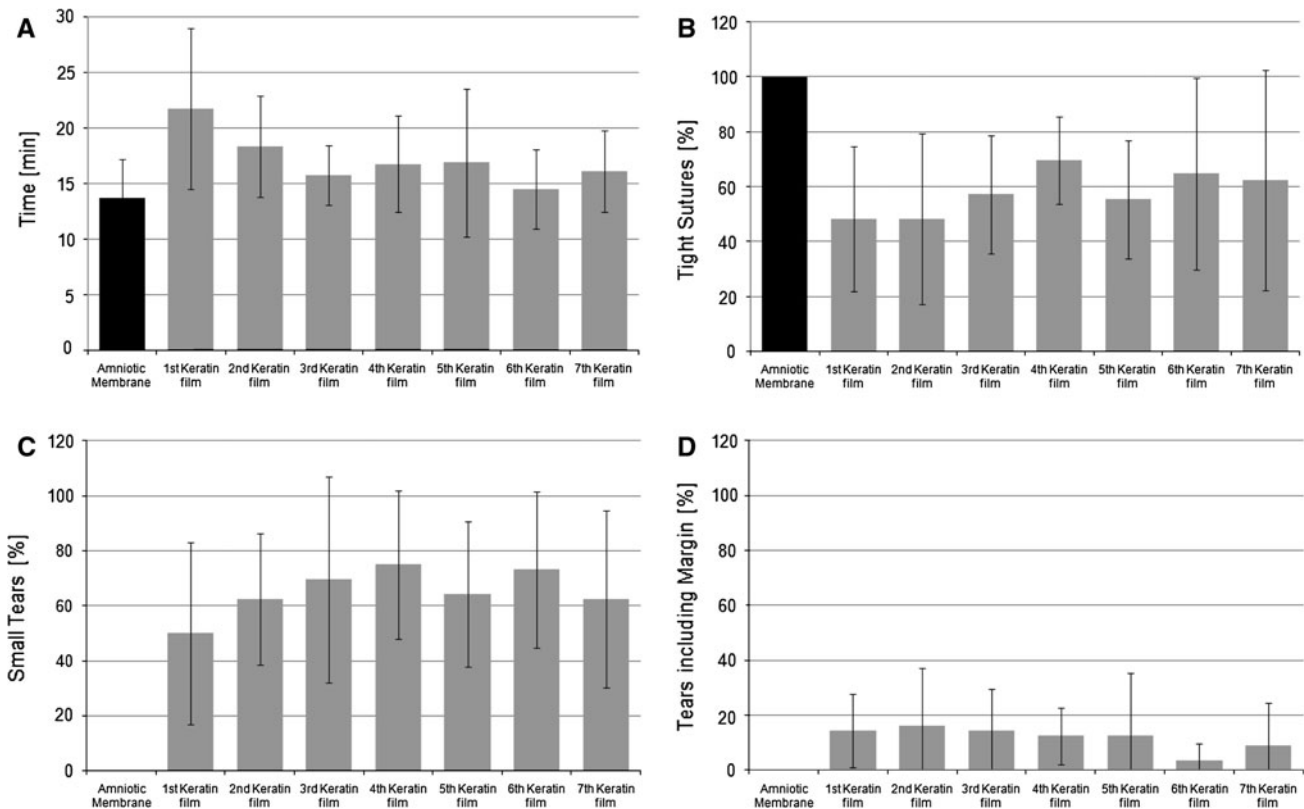 A
Time [min]
30
25
20
15
10
5
0
Amniotic Membrane
1st Keratin film
2nd Keratin film
3rd Keratin film
4th Keratin film
5th Keratin film
6th Keratin film
7th Keratin film
B
Tight Sutures [%]
120
100
80
60
40
20
0
Amniotic Membrane
1st Keratin film
2nd Keratin film
3rd Keratin film
4th Keratin film
5th Keratin film
6th Keratin film
7th Keratin film
C
Small Tears [%]
120
100
80
60
40
20
0
Amniotic Membrane
1st Keratin film
2nd Keratin film
3rd Keratin film
4th Keratin film
5th Keratin film
6th Keratin film
7th Keratin film
D
Tears including Margin [%]
120
100
80
60
40
20
0
Amniotic Membrane
1st Keratin film
2nd Keratin film
3rd Keratin film
4th Keratin film
5th Keratin film
6th Keratin film
7th Keratin film